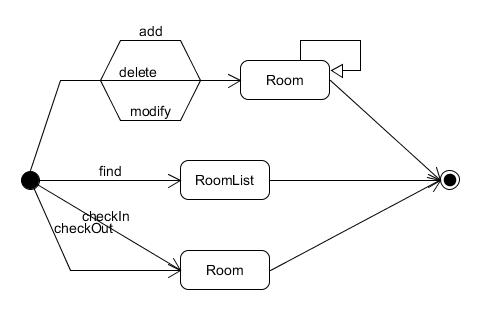 add
delete
Room
modify
find
RoomList
checkIn
checkOut
Room